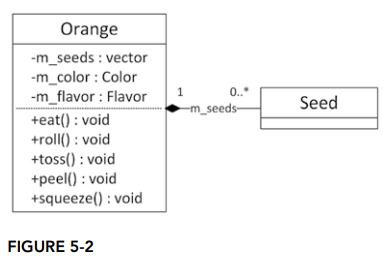 Orange
-m_seeds : vector
-m_color : Color
-m_flavor : Flavor
+eat() : void
+roll() : void
+toss() : void
+peel() : void
+squeeze() : void
1
0..*
-m_seeds-
Seed
FIGURE 5-2